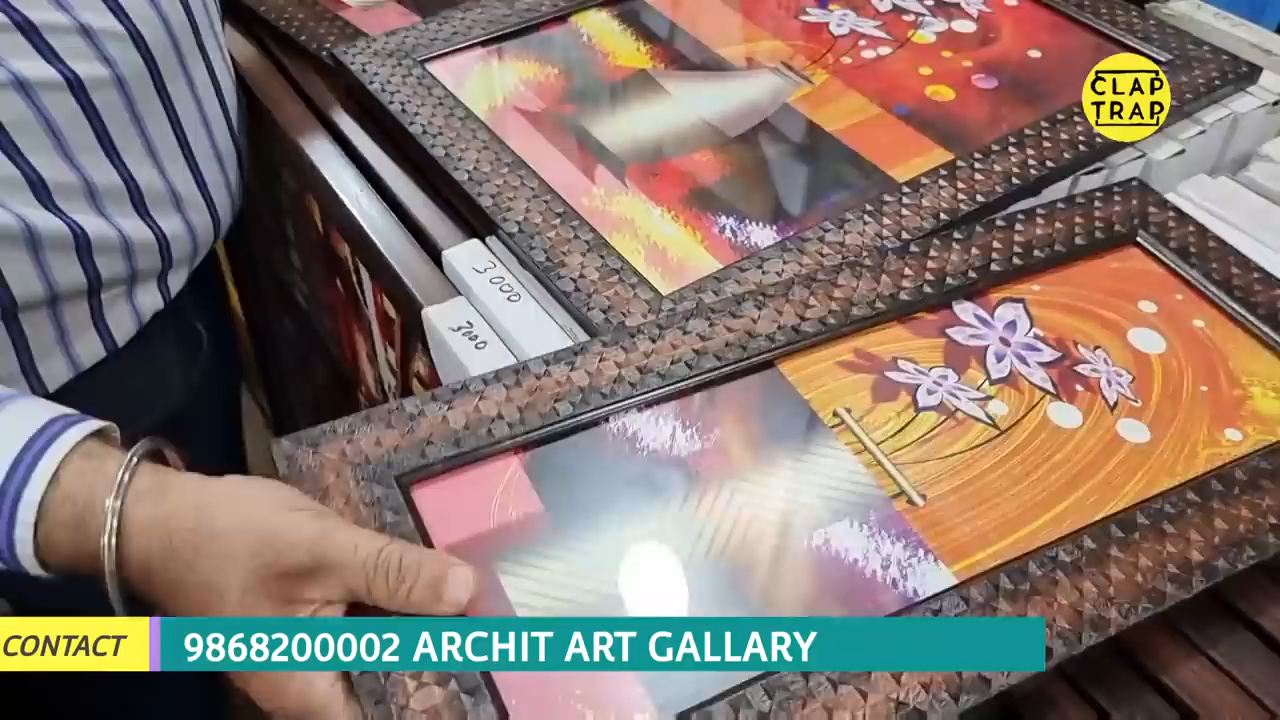 CLAP
TRAP
3000
3000
CONTACT
9868200002 ARCHIT ART GALLARY